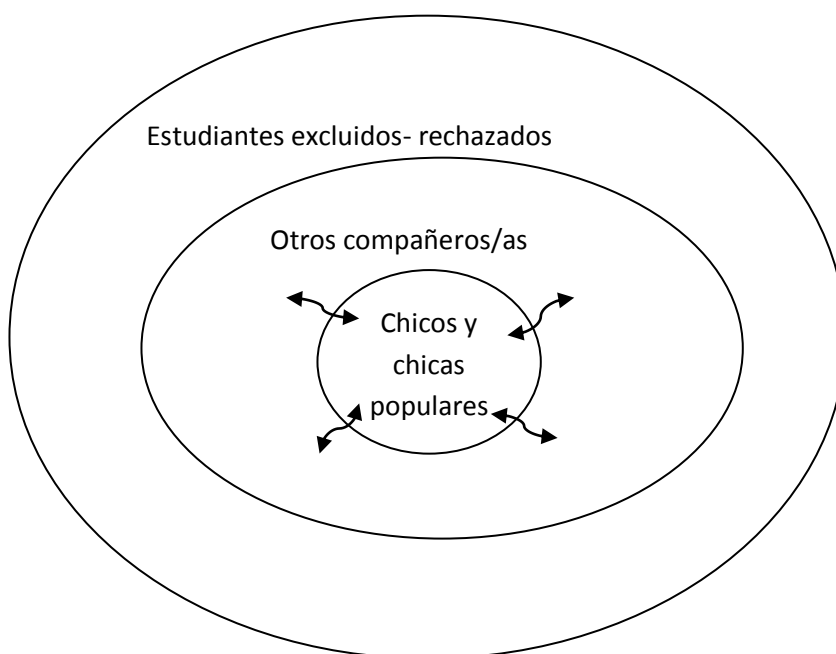 Estudiantes excluidos- rechazados
Otros compañeros/as
Chicos y
chicas
populares